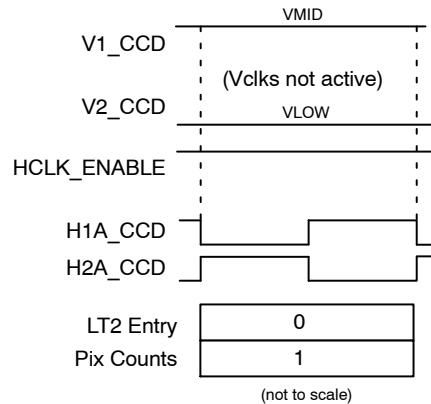 VMID
V1_CCD
(Vclks not active)
V2_CCD
VLOW
HCLK_ENABLE
H1A_CCD
H2A_CCD
LT2 Entry 0
Pix Counts 1
(not to scale)